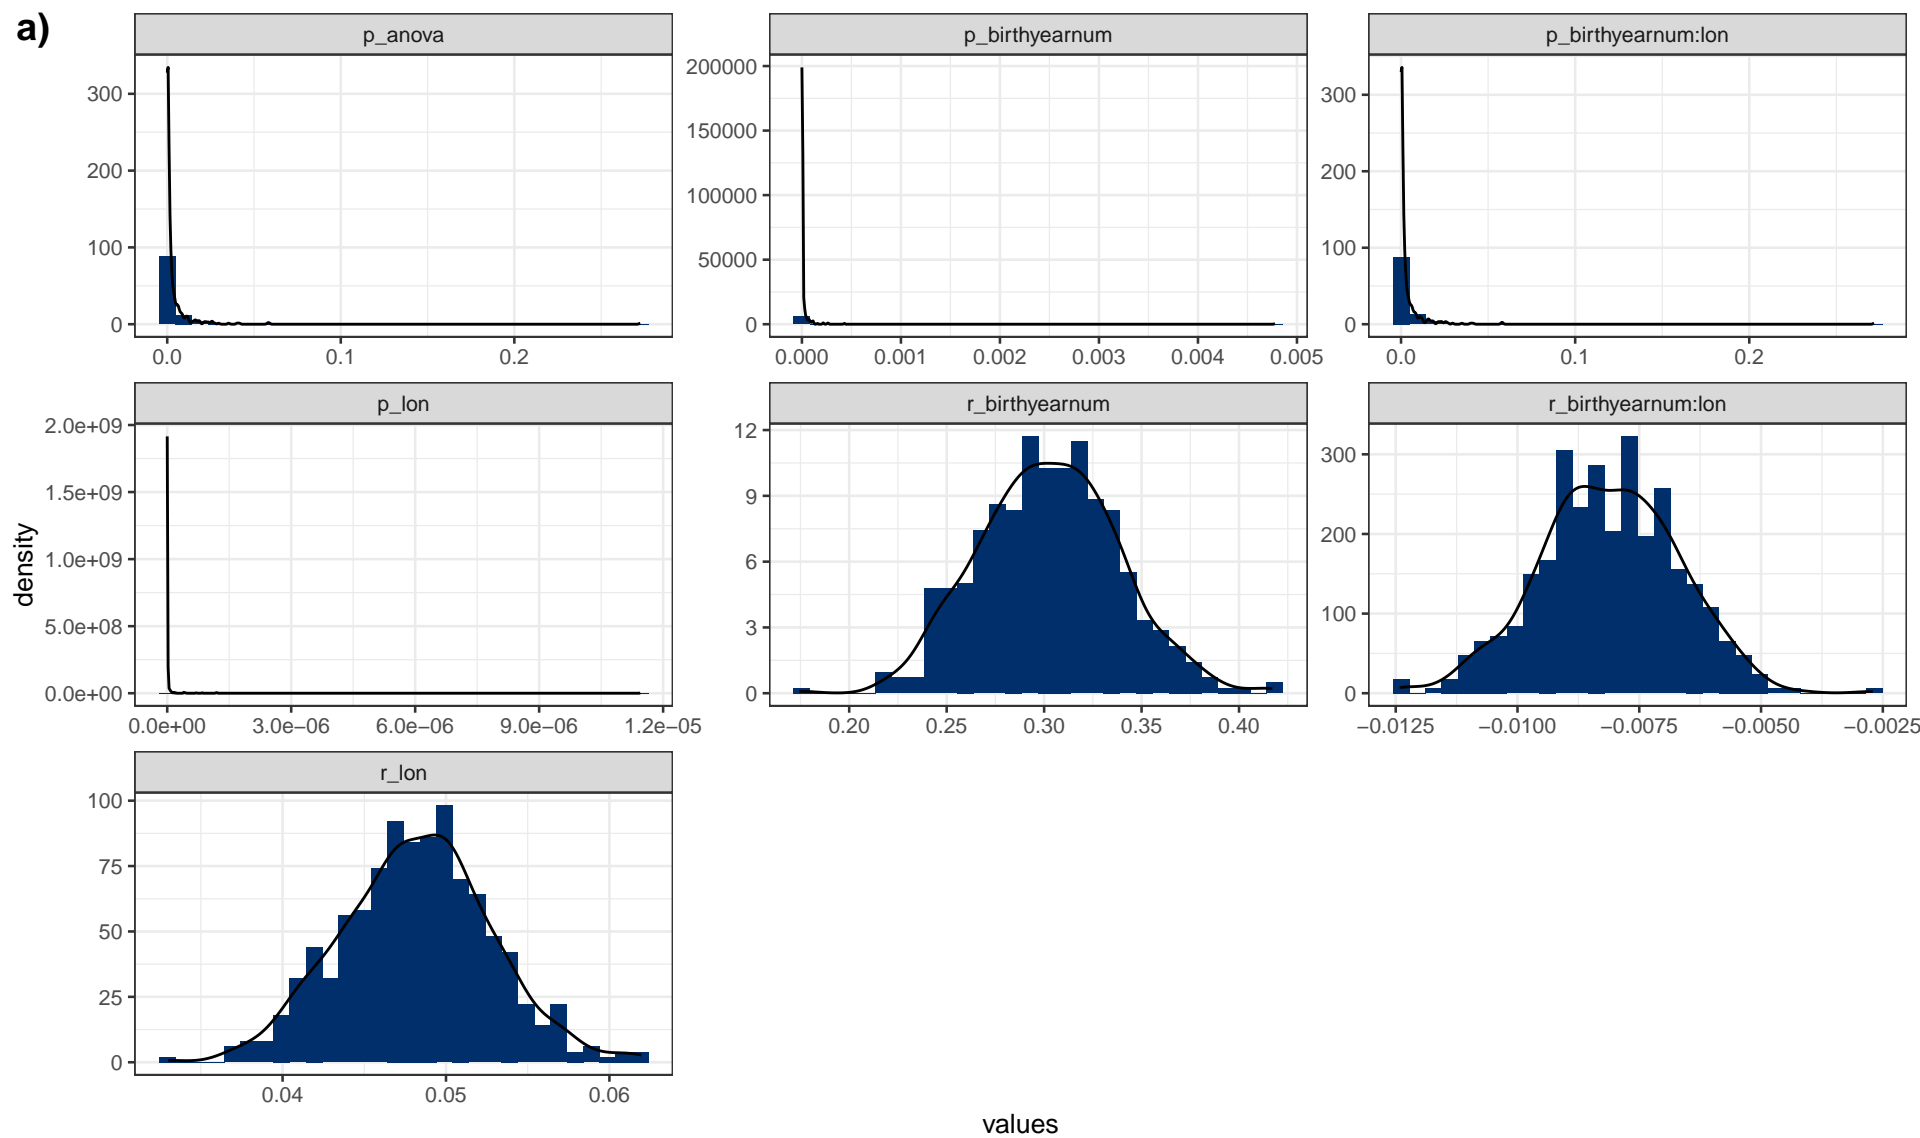 a)
p_anova
p_birthyearnum
p_birthyearnum:lon
300
200
100
0
0.0
0.1
0.2
200000
150000
100000
50000
0
0.000
0.001
0.002
0.003
0.004
0.005
300
200
100
0
0.0
0.1
0.2
p_lon
r_birthyearnum
r_birthyearnum:lon
2.0e+09
1.5e+09
1.0e+09
5.0e+08
0.0e+00
0.0e+00
3.0e−06
6.0e−06
9.0e−06
1.2e−05
12
9
6
3
0
0.20
0.25
0.30
0.35
0.40
300
200
100
0
−0.0125
−0.0100
−0.0075
−0.0050
−0.0025
r_lon
100
75
50
25
0
0.04
0.05
0.06
density
values